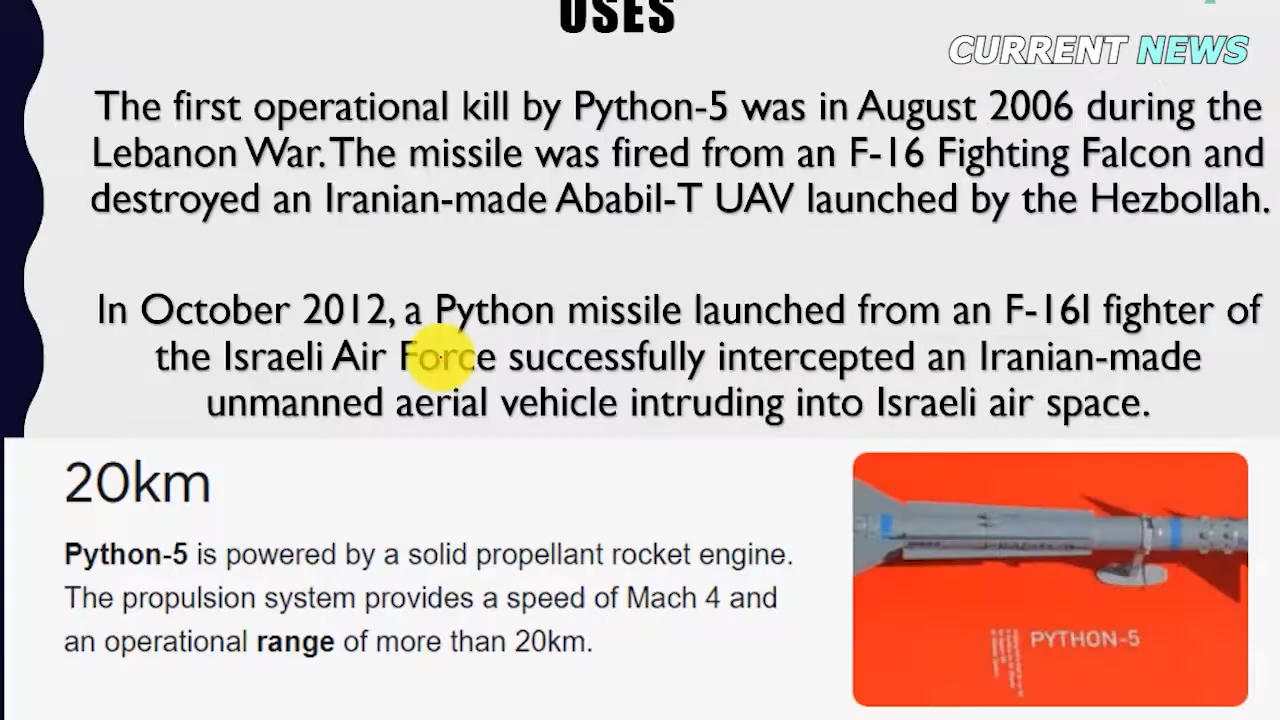 USES
CURRENT NEWS
The first operational kill by Python-5 was in August 2006 during the
Lebanon War. The missile was fired from an F-16 Fighting Falcon and
destroyed an Iranian-made Ababil-T UAV launched by the Hezbollah.
In October 2012, a Python missile launched from an F-16I fighter of
the Israeli Air Force successfully intercepted an Iranian-made
unmanned aerial vehicle intruding into Israeli air space.
20km
Python-5 is powered by a solid propellant rocket engine.
The propulsion system provides a speed of Mach 4 and
an operational range of more than 20km.
PYTHON-5